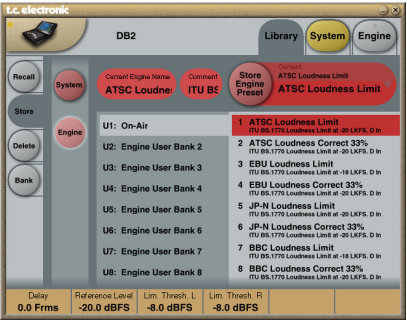 t.c. electronic
DB2
Library
System
Engine
Recall
Store
Delete
Bank
System
Engine
Current Engine Name
ATSC Loudne
Comment
ITU BS
Store Engine Preset
Current
ATSC Loudness Limit
ATSC Loudness Limit
U1: On-Air
U2: Engine User Bank 2
U3: Engine User Bank 3
U4: Engine User Bank 4
U5: Engine User Bank 5
U6: Engine User Bank 6
U7: Engine User Bank 7
U8: Engine User Bank 8
1 ATSC Loudness Limit
ITU BS.1770 Loudness Limit at -20 LKFS. D In
2 ATSC Loudness Correct 33%
ITU BS.1770 Loudness Limit at -20 LKFS. D In
3 EBU Loudness Limit
ITU BS.1770 Loudness Limit at -18 LKFS. D In
4 EBU Loudness Correct 33%
ITU BS.1770 Loudness Limit at -20 LKFS. D In
5 JP-N Loudness Limit
ITU BS.1770 Loudness Limit at -20 LKFS. D In
6 JP-N Loudness Correct 33%
ITU BS.1770 Loudness Limit at -20 LKFS. D In
7 BBC Loudness Limit
ITU BS.1770 Loudness Limit at -18 LKFS. D In
8 BBC Loudness Correct 33%
ITU BS.1770 Loudness Limit at -20 LKFS. D In
Delay
0.0 Frms
Reference Level
-20.0 dBFS
Lim. Thresh. L
-8.0 dBFS
Lim. Thresh. R
-8.0 dBFS